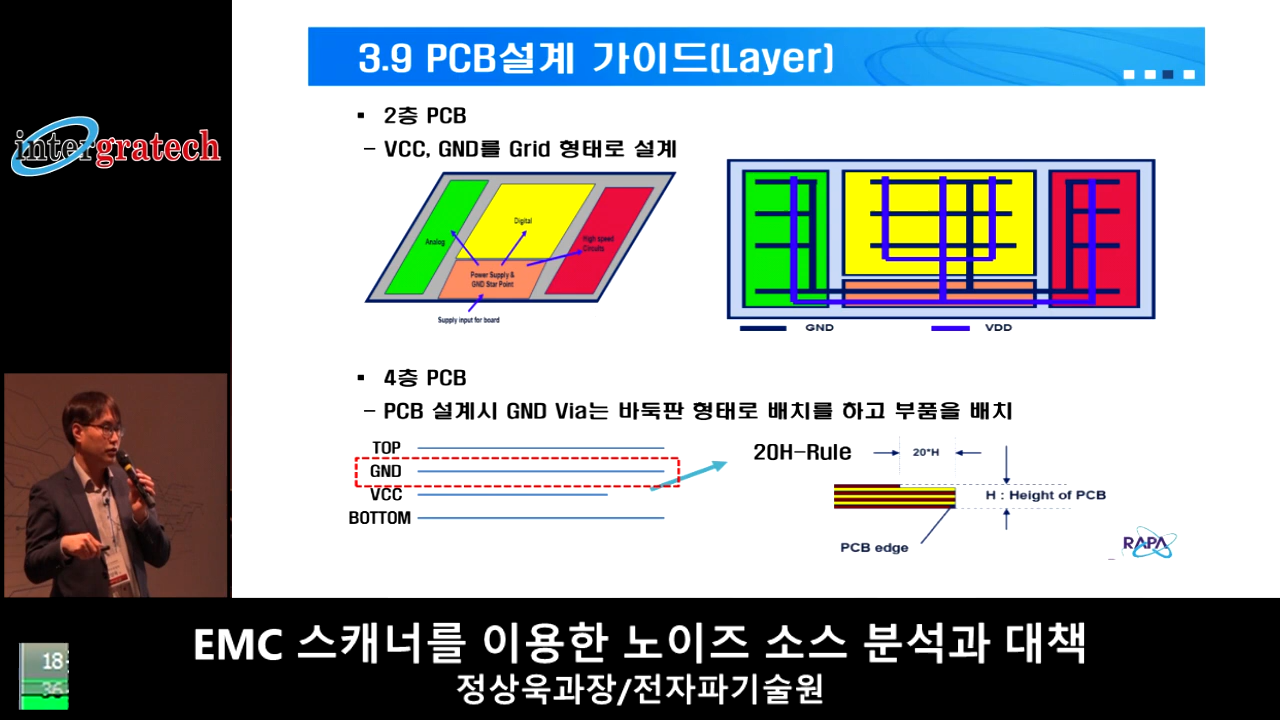 intergratech
3.9 PCB설계 가이드(Layer)
▪ 2층 PCB
– VCC, GND를 Grid 형태로 설계
Analog
Digital
High speed
Circuits
Power Supply &
GND Star Point
Supply input for board
GND
VDD
▪ 4층 PCB
– PCB 설계시 GND Via는 바둑판 형태로 배치를 하고 부품을 배치
TOP
GND
VCC
BOTTOM
20H-Rule
20*H
H : Height of PCB
PCB edge
RAPA
EMC 스캐너를 이용한 노이즈 소스 분석과 대책
정상욱과장/전자파기술원
18:
36